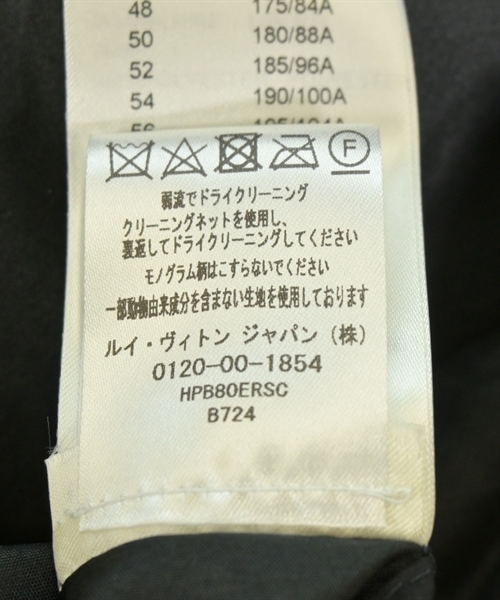 48 175/84A
50 180/88A
52 185/96A
54 190/100A
56 195/104A
F
弱流でドライクリーニング
クリーニングネットを使用し、
裏返してドライクリーニングしてください
モノグラム柄はこすらないでください
一部動物由来成分を含まない生地を使用しております
ルイ・ヴィトン ジャパン (株)
0120-00-1854
HPB80ERSC
B724